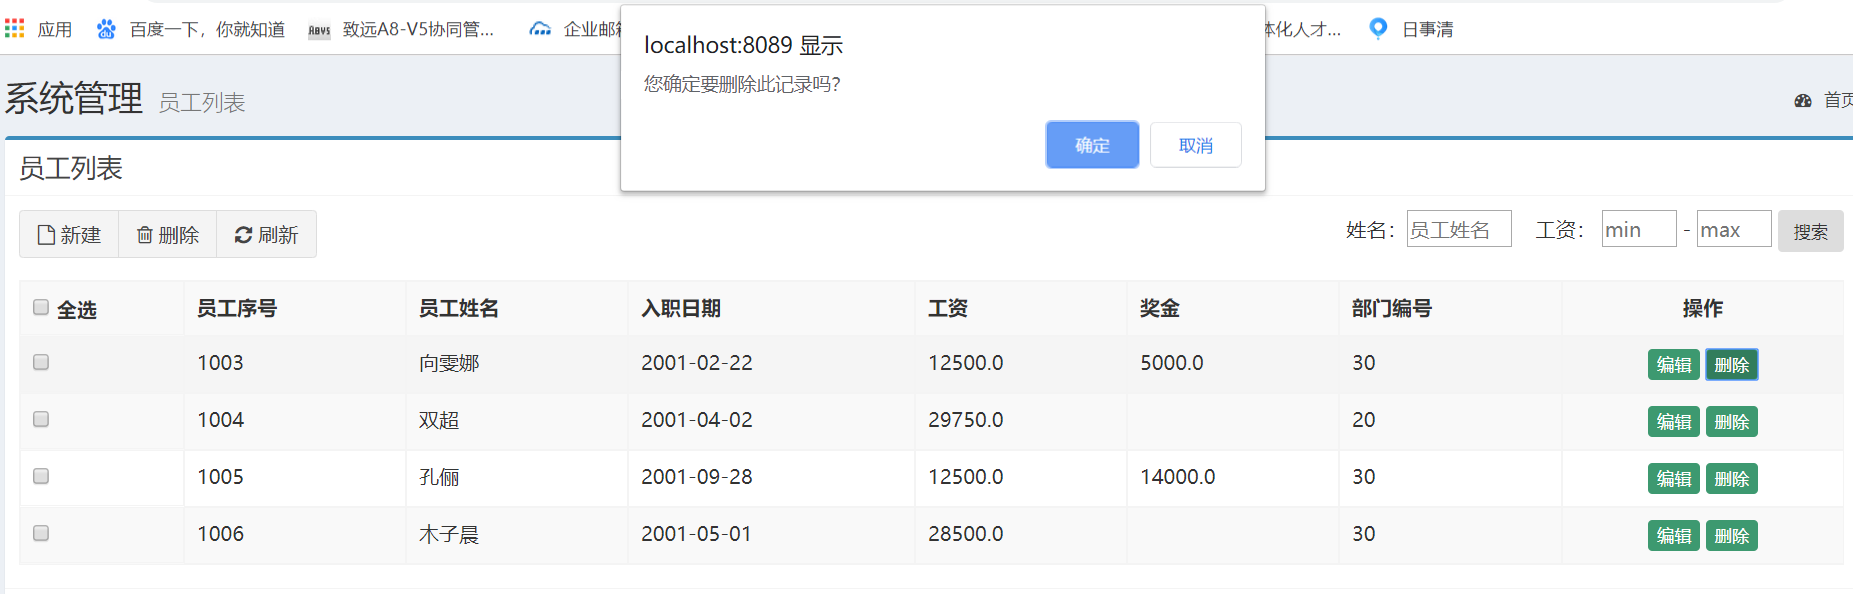 应用 百度一下，你就知道 致远A8-V5协同管... 企业邮 体化人才... 日事清
localhost:8089 显示
您确定要删除此记录吗?
确定 取消
系统管理 员工列表 首页
员工列表
新建 删除 刷新 姓名： 员工姓名 工资： min - max 搜索
全选 员工序号 员工姓名 入职日期 工资 奖金 部门编号 操作
1003 向雯娜 2001-02-22 12500.0 5000.0 30 编辑 删除
1004 双超 2001-04-02 29750.0 20 编辑 删除
1005 孔俪 2001-09-28 12500.0 14000.0 30 编辑 删除
1006 木子晨 2001-05-01 28500.0 30 编辑 删除